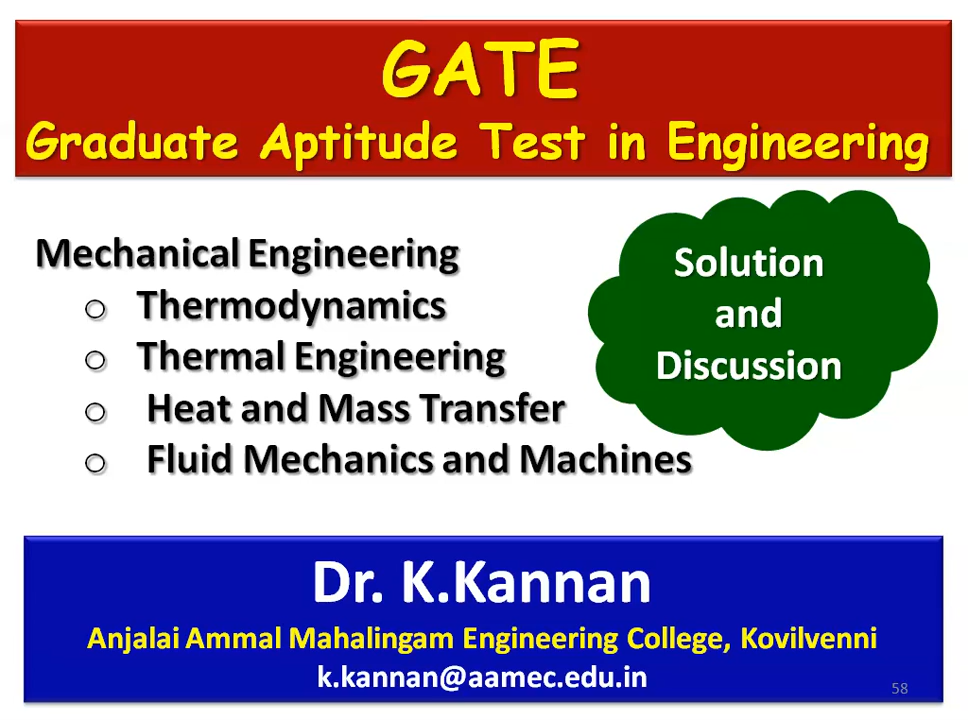 GATE
Graduate Aptitude Test in Engineering
Mechanical Engineering
o Thermodynamics
o Thermal Engineering
o Heat and Mass Transfer
o Fluid Mechanics and Machines
Solution
and
Discussion
Dr. K.Kannan
Anjalai Ammal Mahalingam Engineering College, Kovilvenni
k.kannan@aamec.edu.in
58